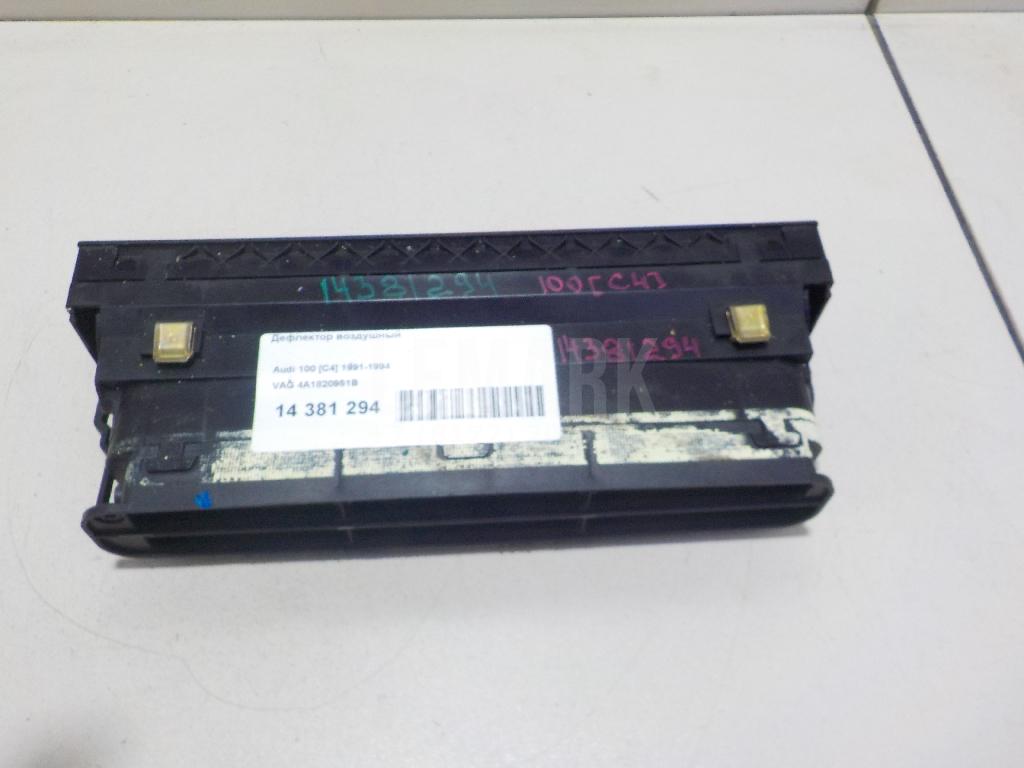 14381294 100[C4]
14381294
Дефлектор воздушный
Audi 100 [C4] 1991-1994
VAG 4A1820951B
14 381 294